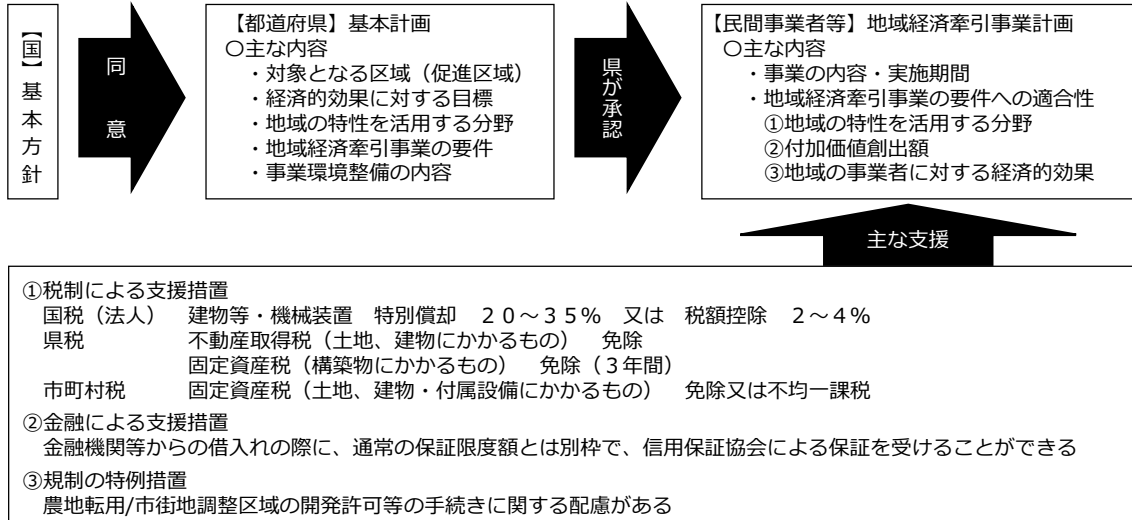 【国】基本方針
同意
【都道府県】基本計画
〇主な内容
・対象となる区域（促進区域）
・経済的効果に対する目標
・地域の特性を活用する分野
・地域経済牽引事業の要件
・事業環境整備の内容
県が承認
【民間事業者等】地域経済牽引事業計画
〇主な内容
・事業の内容・実施期間
・地域経済牽引事業の要件への適合性
①地域の特性を活用する分野
②付加価値創出額
③地域の事業者に対する経済的効果
主な支援
①税制による支援措置
国税（法人）　建物等・機械装置　特別償却　２０～３５％　又は　税額控除　２～４％
県税　不動産取得税（土地、建物にかかるもの）　免除
固定資産税（構築物にかかるもの）　免除（３年間）
市町村税　固定資産税（土地、建物・付属設備にかかるもの）　免除又は不均一課税
②金融による支援措置
金融機関等からの借入れの際に、通常の保証限度額とは別枠で、信用保証協会による保証を受けることができる
③規制の特例措置
農地転用/市街地調整区域の開発許可等の手続きに関する配慮がある